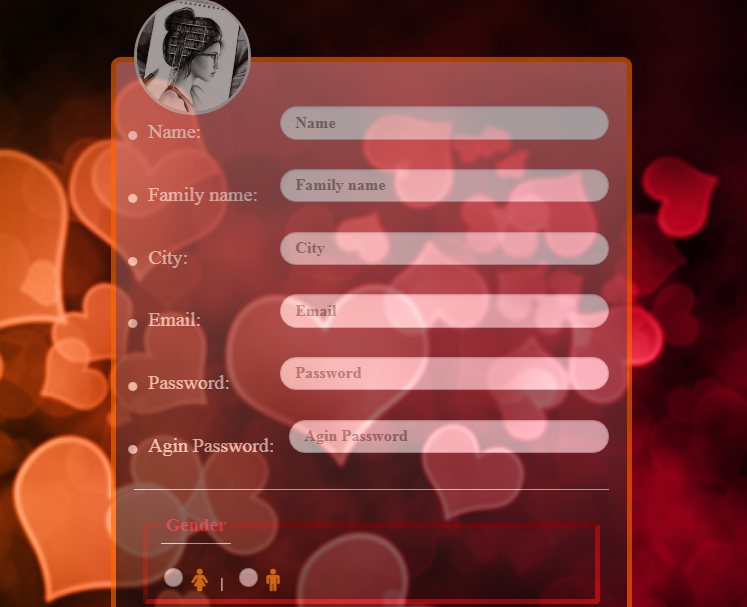 Name: Name
Family name: Family name
City: City
Email: Email
Password: Password
Agin Password: Agin Password
Gender
|